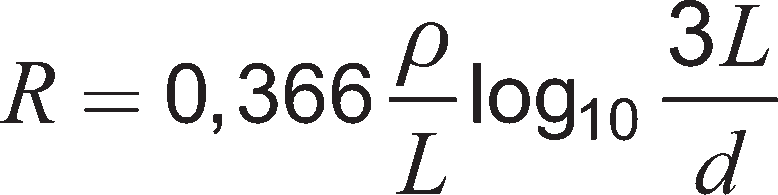 R = 0,366 ρ/L log₁₀ 3L/d